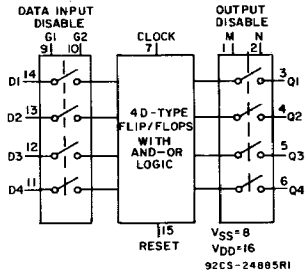 DATA INPUT DISABLE
G1 G2
9 10
CLOCK
7
OUTPUT DISABLE
M N
1 2
D1 14
D2 13
D3 12
D4 11
4 D-TYPE
FLIP/FLOPS
WITH
AND-OR
LOGIC
3 Q1
4 Q2
5 Q3
6 Q4
15
RESET
VSS=8
VDD=16
92CS-24885R1